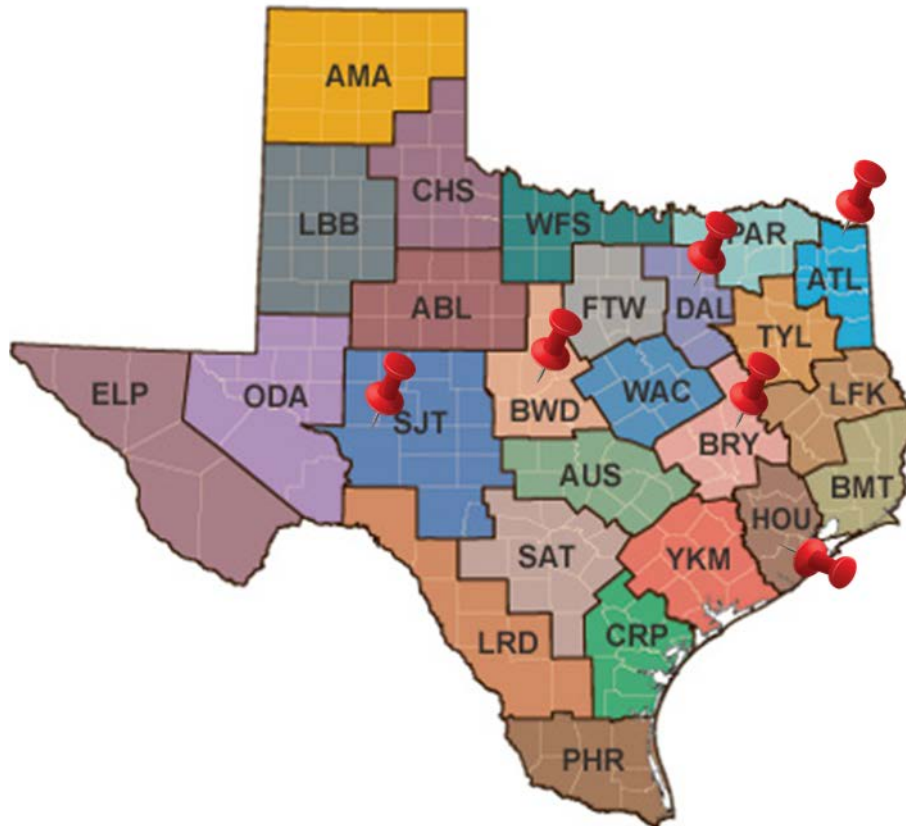 AMA
CHS
LBB
WFS
PAR
ATL
ABL
FTW
DAL
TYL
ELP
ODA
SJT
BWD
WAC
LFK
BRY
AUS
BMT
HOU
SAT
YKM
LRD
CRP
PHR